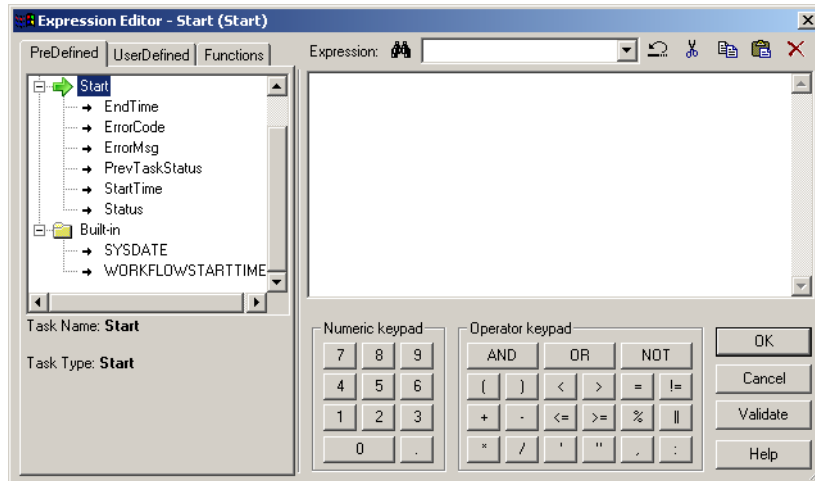 Expression Editor - Start (Start)
PreDefined UserDefined Functions
Expression:
Start
EndTime
ErrorCode
ErrorMsg
PrevTaskStatus
StartTime
Status
Built-in
SYSDATE
WORKFLOWSTARTTIME
Task Name: Start
Task Type: Start
Numeric keypad
7 8 9
4 5 6
1 2 3
0 .
Operator keypad
AND OR NOT
( ) < > = !=
+ - <= >= % ||
* / ' " , :
OK
Cancel
Validate
Help